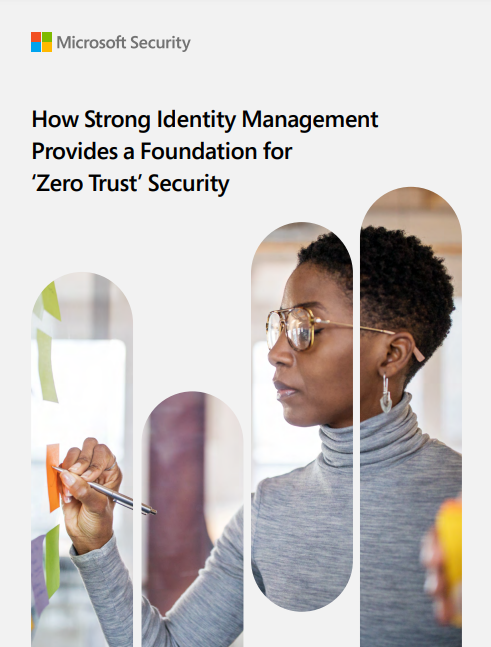 Microsoft Security
How Strong Identity Management
Provides a Foundation for
‘Zero Trust’ Security